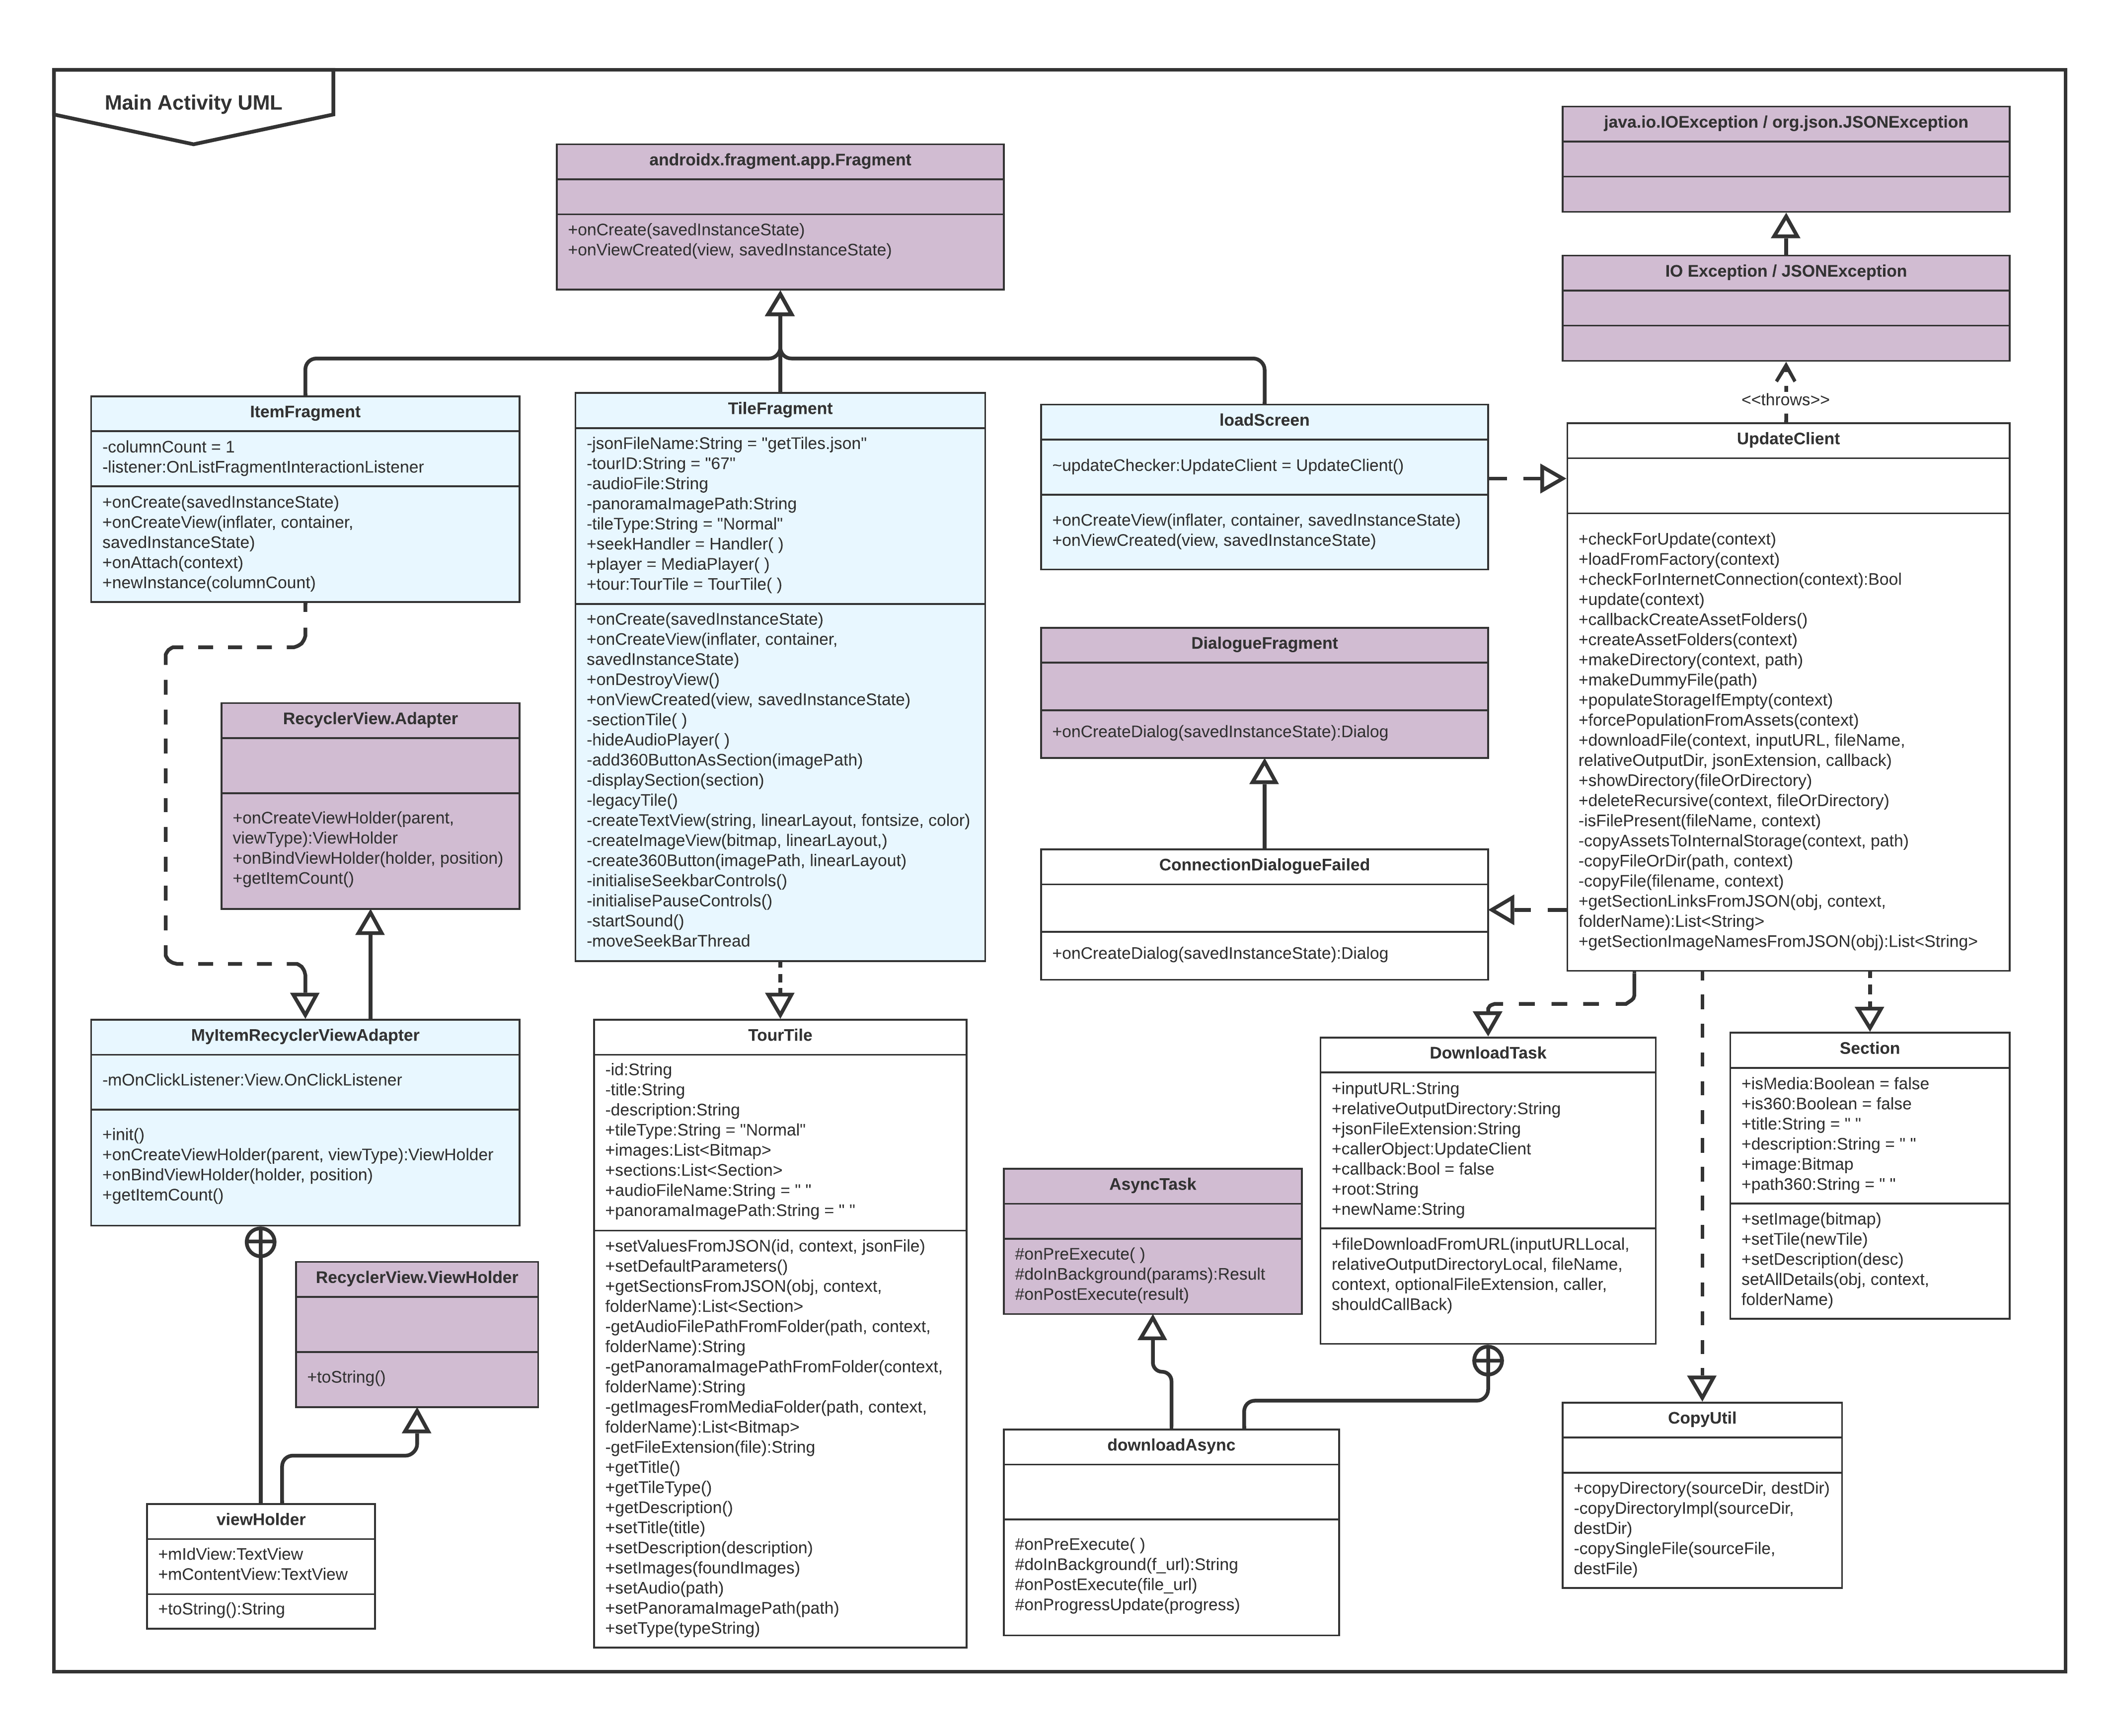 Main Activity UML
androidx.fragment.app.Fragment
+onCreate(savedInstanceState)
+onViewCreated(view, savedInstanceState)
java.io.IOException / org.json.JSONException
IO Exception / JSONException
<<throws>>
ItemFragment
-columnCount = 1
-listener:OnListFragmentInteractionListener
+onCreate(savedInstanceState)
+onCreateView(inflater, container,
savedInstanceState)
+onAttach(context)
+newInstance(columnCount)
TileFragment
-jsonFileName:String = "getTiles.json"
-tourID:String = "67"
-audioFile:String
-panoramaImagePath:String
-tileType:String = "Normal"
+seekHandler = Handler( )
+player = MediaPlayer( )
+tour:TourTile = TourTile( )
+onCreate(savedInstanceState)
+onCreateView(inflater, container,
savedInstanceState)
+onDestroyView()
+onViewCreated(view, savedInstanceState)
-sectionTile( )
-hideAudioPlayer( )
-add360ButtonAsSection(imagePath)
-displaySection(section)
-legacyTile()
-createTextView(string, linearLayout, fontsize, color)
-createImageView(bitmap, linearLayout,)
-create360Button(imagePath, linearLayout)
-initialiseSeekbarControls()
-initialisePauseControls()
-startSound()
-moveSeekBarThread
loadScreen
~updateChecker:UpdateClient = UpdateClient()
+onCreateView(inflater, container, savedInstanceState)
+onViewCreated(view, savedInstanceState)
UpdateClient
+checkForUpdate(context)
+loadFromFactory(context)
+checkForInternetConnection(context):Bool
+update(context)
+callbackCreateAssetFolders()
+createAssetFolders(context)
+makeDirectory(context, path)
+makeDummyFile(path)
+populateStorageIfEmpty(context)
+forcePopulationFromAssets(context)
+downloadFile(context, inputURL, fileName,
relativeOutputDir, jsonExtension, callback)
+showDirectory(fileOrDirectory)
+deleteRecursive(context, fileOrDirectory)
-isFilePresent(fileName, context)
-copyAssetsToInternalStorage(context, path)
-copyFileOrDir(path, context)
-copyFile(filename, context)
+getSectionLinksFromJSON(obj, context,
folderName):List<String>
+getSectionImageNamesFromJSON(obj):List<String>
DialogueFragment
+onCreateDialog(savedInstanceState):Dialog
ConnectionDialogueFailed
+onCreateDialog(savedInstanceState):Dialog
RecyclerView.Adapter
+onCreateViewHolder(parent,
viewType):ViewHolder
+onBindViewHolder(holder, position)
+getItemCount()
MyItemRecyclerViewAdapter
-mOnClickListener:View.OnClickListener
+init()
+onCreateViewHolder(parent, viewType):ViewHolder
+onBindViewHolder(holder, position)
+getItemCount()
TourTile
-id:String
-title:String
-description:String
+tileType:String = "Normal"
+images:List<Bitmap>
+sections:List<Section>
+audioFileName:String = " "
+panoramaImagePath:String = " "
+setValuesFromJSON(id, context, jsonFile)
+setDefaultParameters()
+getSectionsFromJSON(obj, context,
folderName):List<Section>
-getAudioFilePathFromFolder(path, context,
folderName):String
-getPanoramaImagePathFromFolder(context,
folderName):String
-getImagesFromMediaFolder(path, context,
folderName):List<Bitmap>
-getFileExtension(file):String
+getTitle()
+getTileType()
+getDescription()
+setTitle(title)
+setDescription(description)
+setImages(foundImages)
+setAudio(path)
+setPanoramaImagePath(path)
+setType(typeString)
DownloadTask
+inputURL:String
+relativeOutputDirectory:String
+jsonFileExtension:String
+callerObject:UpdateClient
+callback:Bool = false
+root:String
+newName:String
+fileDownloadFromURL(inputURLLocal,
relativeOutputDirectoryLocal, fileName,
context, optionalFileExtension, caller,
shouldCallBack)
Section
+isMedia:Boolean = false
+is360:Boolean = false
+title:String = " "
+description:String = " "
+image:Bitmap
+path360:String = " "
+setImage(bitmap)
+setTile(newTile)
+setDescription(desc)
setAllDetails(obj, context,
folderName)
AsyncTask
#onPreExecute( )
#doInBackground(params):Result
#onPostExecute(result)
RecyclerView.ViewHolder
+toString()
viewHolder
+mIdView:TextView
+mContentView:TextView
+toString():String
downloadAsync
#onPreExecute( )
#doInBackground(f_url):String
#onPostExecute(file_url)
#onProgressUpdate(progress)
CopyUtil
+copyDirectory(sourceDir, destDir)
-copyDirectoryImpl(sourceDir,
destDir)
-copySingleFile(sourceFile,
destFile)